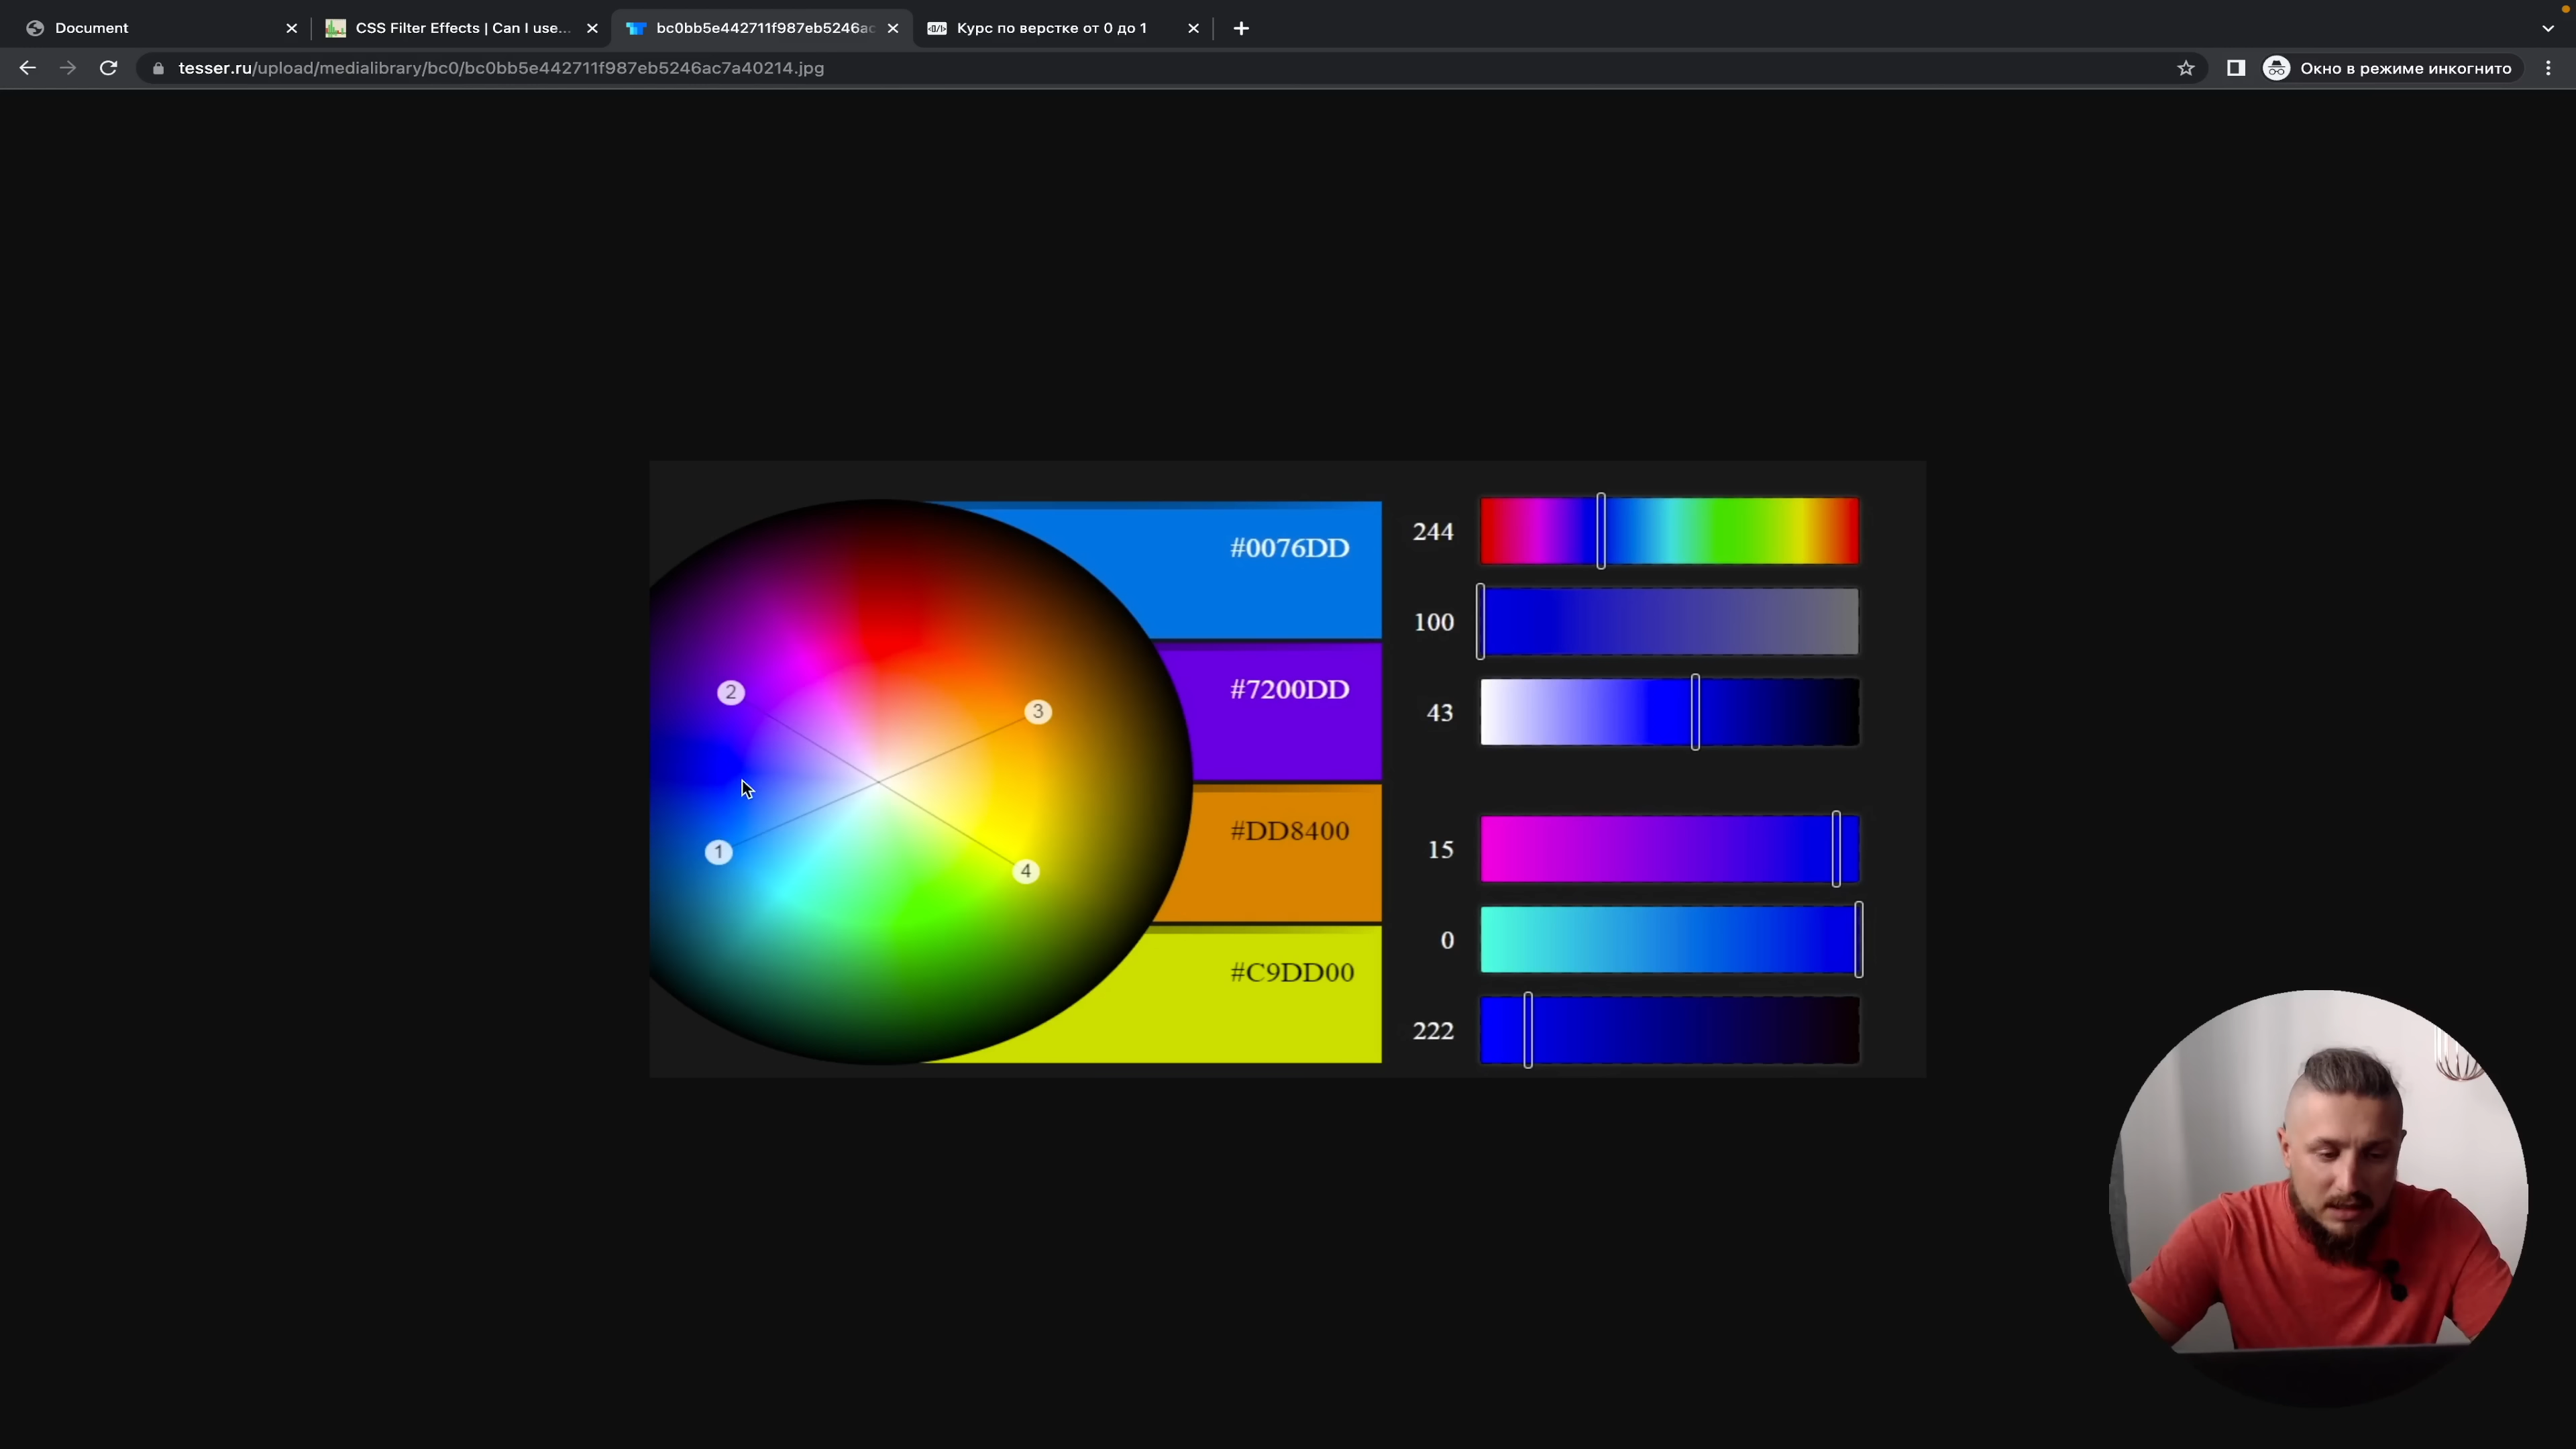 Document
CSS Filter Effects | Can I use...
bc0bb5e442711f987eb5246ac
Курс по верстке от 0 до 1
tesser.ru/upload/medialibrary/bc0/bc0bb5e442711f987eb5246ac7a40214.jpg
Окно в режиме инкогнито
#0076DD
#7200DD
#DD8400
#C9DD00
2
3
1
4
244
100
43
15
0
222